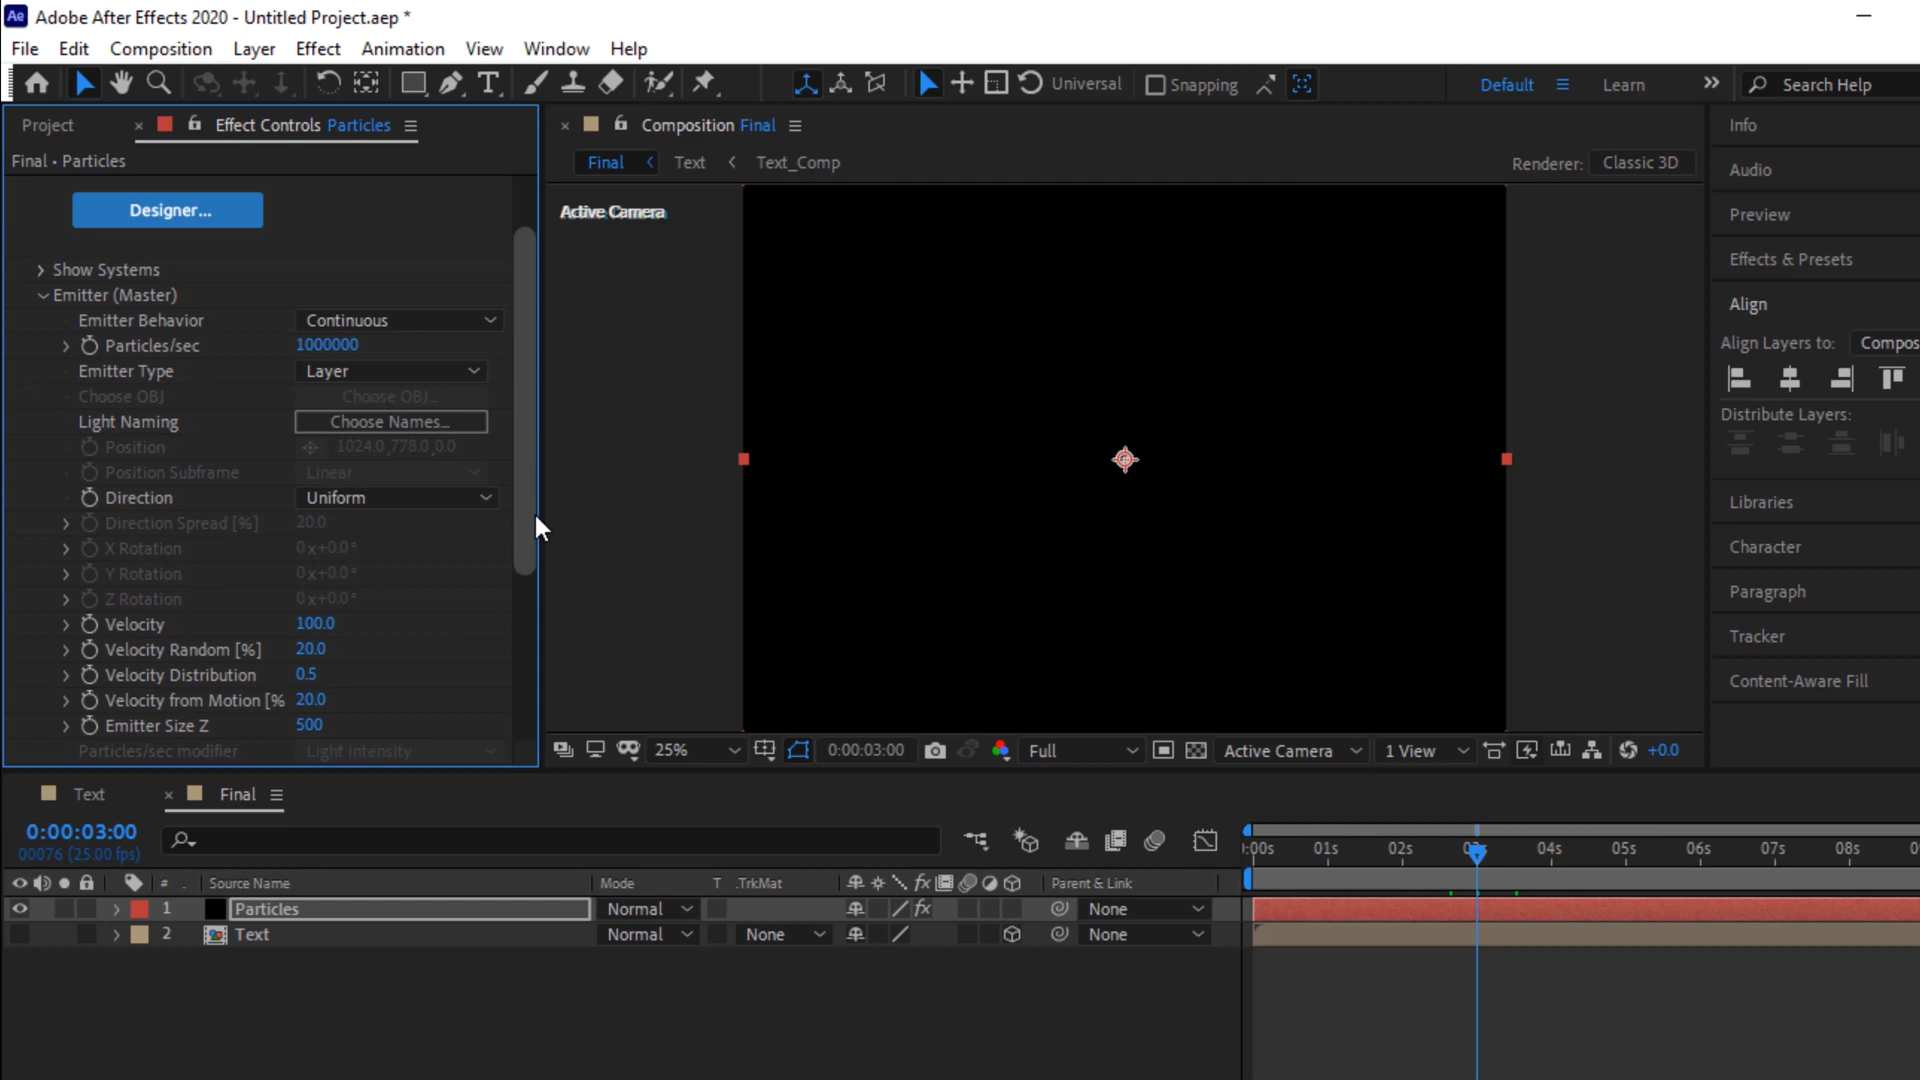 Ae Adobe After Effects 2020 - Untitled Project.aep *
File Edit Composition Layer Effect Animation View Window Help
Universal Snapping Default Learn Search Help
Project Effect Controls Particles
Final • Particles
Designer...
Show Systems
Emitter (Master)
Emitter Behavior Continuous
Particles/sec 1000000
Emitter Type Layer
Choose OBJ Choose OBJ...
Light Naming Choose Names...
Position 1024.0,778.0,0.0
Position Subframe Linear
Direction Uniform
Direction Spread [%] 20.0
X Rotation 0x+0.0°
Y Rotation 0x+0.0°
Z Rotation 0x+0.0°
Velocity 100.0
Velocity Random [%] 20.0
Velocity Distribution 0.5
Velocity from Motion [% 20.0
Emitter Size Z 500
Particles/sec modifier Light Intensity
Composition Final
Final Text Text_Comp
Renderer: Classic 3D
Active Camera
25% 0:00:03:00 Full Active Camera 1 View +0.0
Info
Audio
Preview
Effects & Presets
Align
Align Layers to: Compos
Distribute Layers:
Libraries
Character
Paragraph
Tracker
Content-Aware Fill
Text Final
0:00:03:00
00076 (25.00 fps)
:00s 01s 02s 03s 04s 05s 06s 07s 08s
# Source Name Mode T .TrkMat fx Parent & Link
1 Particles Normal fx None
2 Text Normal None None